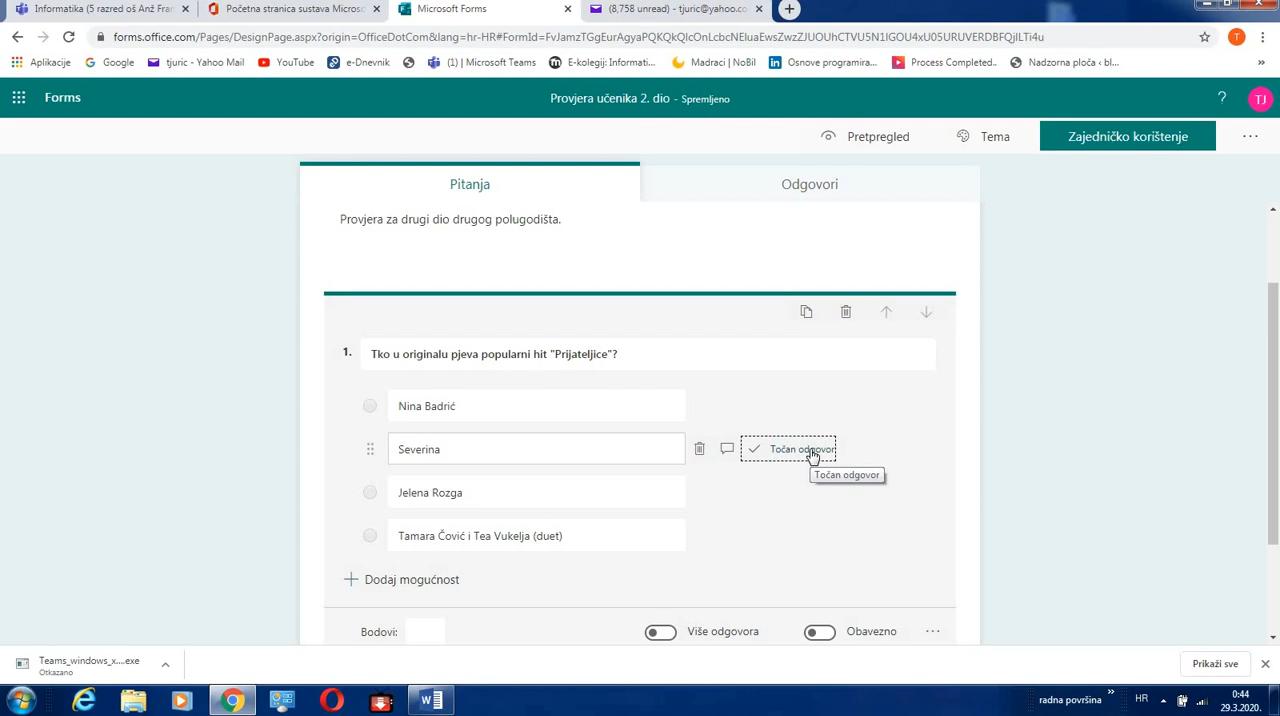 Informatika (5 razred oš Anž Fran
Početna stranica sustava Microso
Microsoft Forms
(8,758 unread) - tjuric@yahoo.co
forms.office.com/Pages/DesignPage.aspx?origin=OfficeDotCom&lang=hr-HR#FormId=FvJamzTGgEurAgyaPQKQkQlcOnLcbcNEIuaEwsZwzZJUOUhCTVU5N1lGOU4xU05URUVERDBFQjlLTi4u
Aplikacije
Google
tjuric - Yahoo Mail
YouTube
e-Dnevnik
(1) | Microsoft Teams
E-kolegij: Informati...
Madraci | NoBil
Osnove programira...
Process Completed...
Nadzorna ploča ‹ bl...
»
Forms
Provjera učenika 2. dio - Spremljeno
?
TJ
Pretpregled
Tema
Zajedničko korištenje
...
Pitanja
Odgovori
Provjera za drugi dio drugog polugodišta.
1.
Tko u originalu pjeva popularni hit "Prijateljice"?
Nina Badrić
Severina
Točan odgovor
Točan odgovor
Jelena Rozga
Tamara Čović i Tea Vukelja (duet)
Dodaj mogućnost
Bodovi:
Više odgovora
Obavezno
...
Teams_windows_x....exe
Otkazano
Prikaži sve
radna površina
»
HR
0:44
29.3.2020.